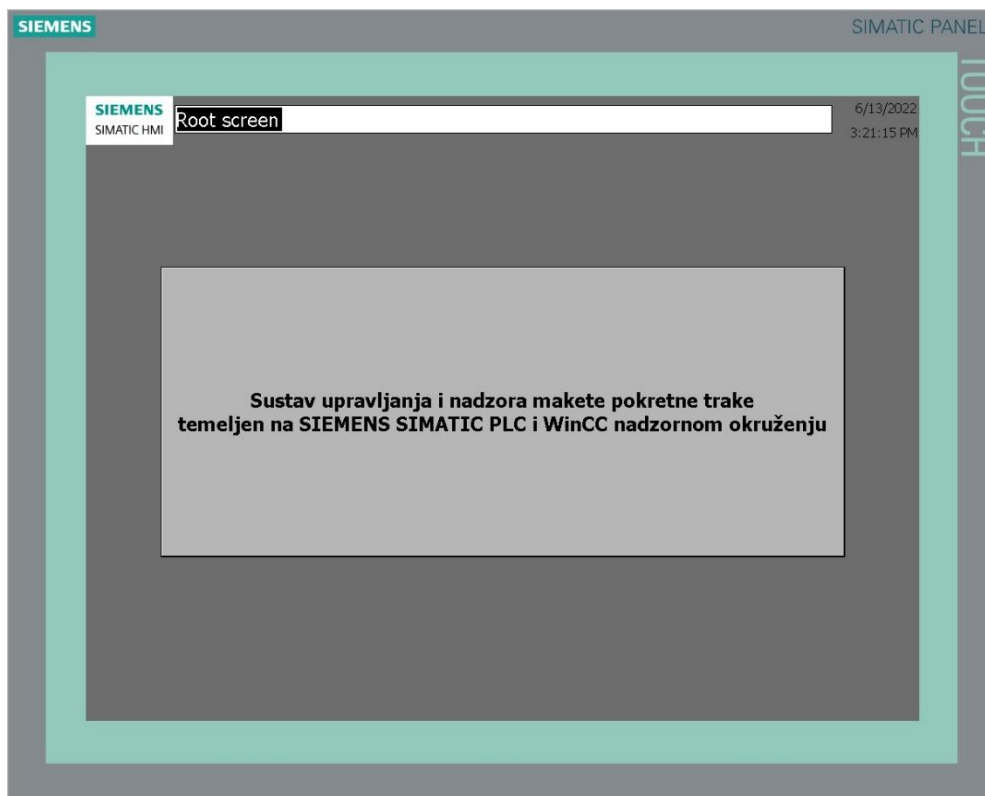 SIEMENS
SIMATIC PANEL
TOUCH
SIEMENS
SIMATIC HMI
Root screen
6/13/2022
3:21:15 PM
Sustav upravljanja i nadzora makete pokretne trake
temeljen na SIEMENS SIMATIC PLC i WinCC nadzornom okruženju